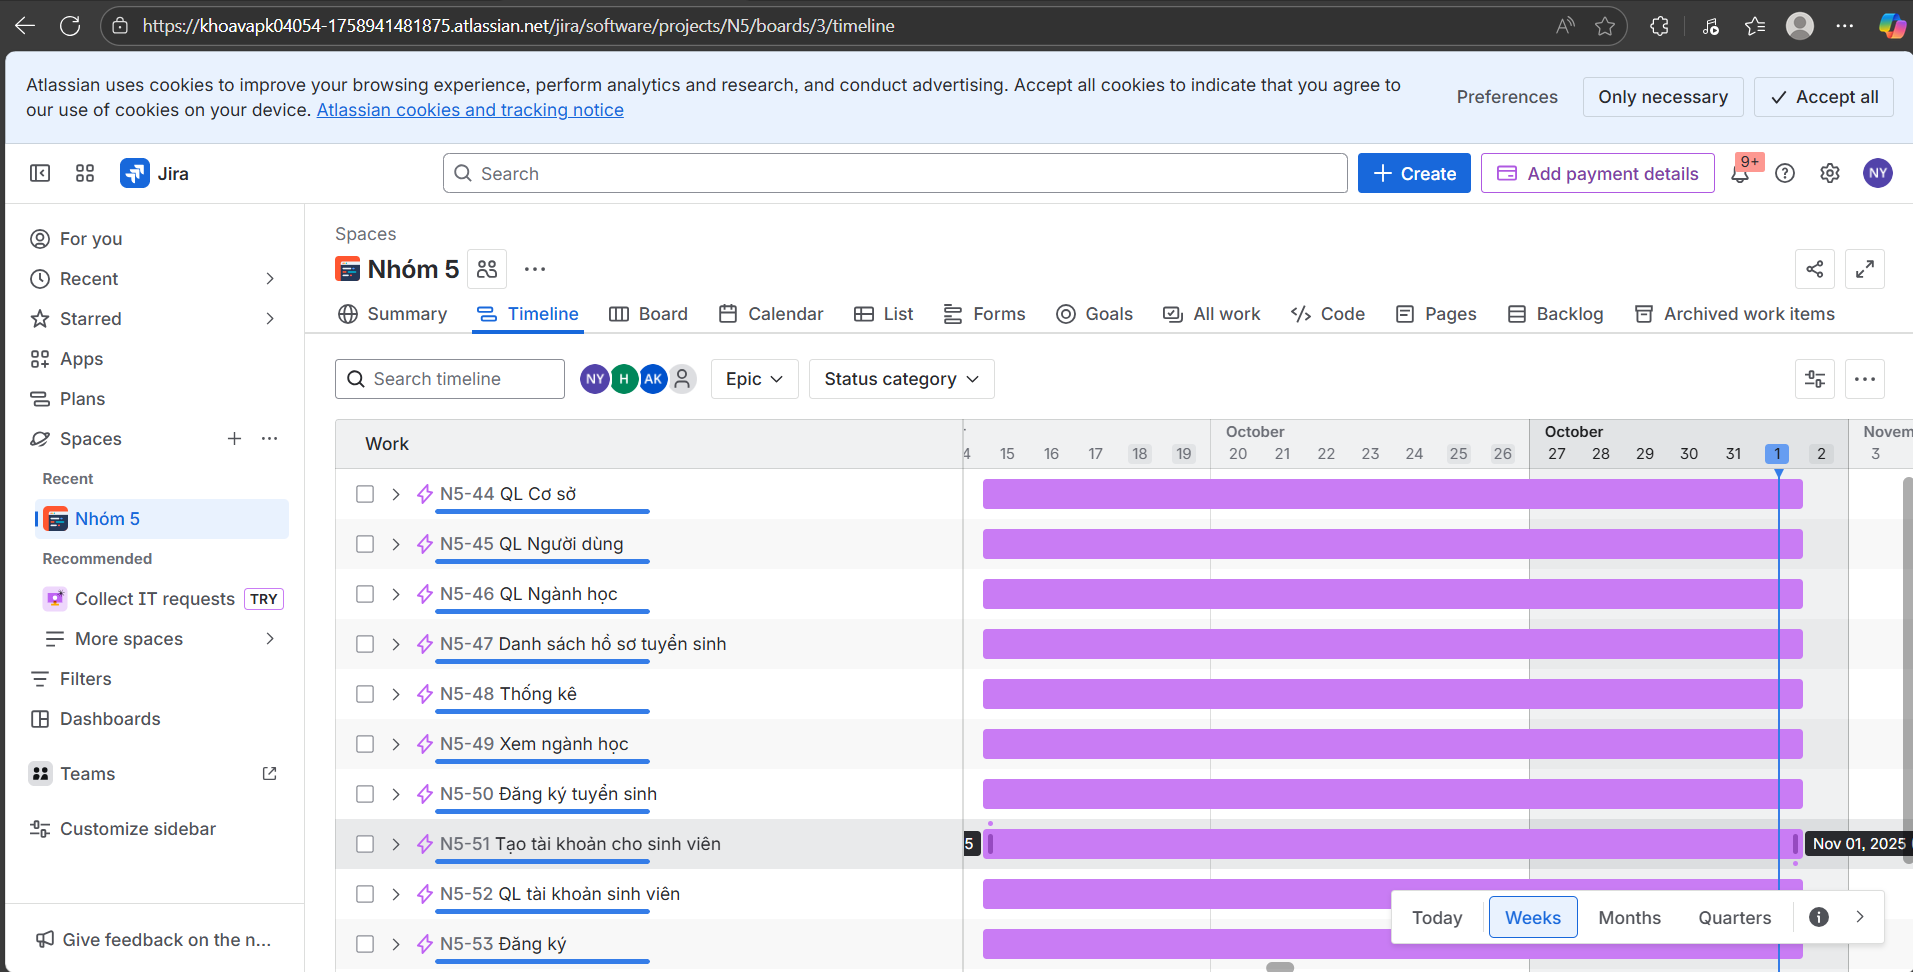 https://khoavapk04054-1758941481875.atlassian.net/jira/software/projects/N5/boards/3/timeline
Atlassian uses cookies to improve your browsing experience, perform analytics and research, and conduct advertising. Accept all cookies to indicate that you agree to
our use of cookies on your device. Atlassian cookies and tracking notice
Preferences
Only necessary
Accept all
Jira
Search
Create
Add payment details
9+
NY
For you
Recent
Starred
Apps
Plans
Spaces
Recent
Nhóm 5
Recommended
Collect IT requests TRY
More spaces
Filters
Dashboards
Teams
Customize sidebar
Give feedback on the n...
Spaces
Nhóm 5
Summary Timeline Board Calendar List Forms Goals All work Code Pages Backlog Archived work items
Search timeline
NY H AK
Epic
Status category
Work
October October Novem
4 15 16 17 18 19 20 21 22 23 24 25 26 27 28 29 30 31 1 2 3
N5-44 QL Cơ sở
N5-45 QL Người dùng
N5-46 QL Ngành học
N5-47 Danh sách hồ sơ tuyển sinh
N5-48 Thống kê
N5-49 Xem ngành học
N5-50 Đăng ký tuyển sinh
N5-51 Tạo tài khoản cho sinh viên
5
Nov 01, 2025
N5-52 QL tài khoản sinh viên
N5-53 Đăng ký
Today Weeks Months Quarters